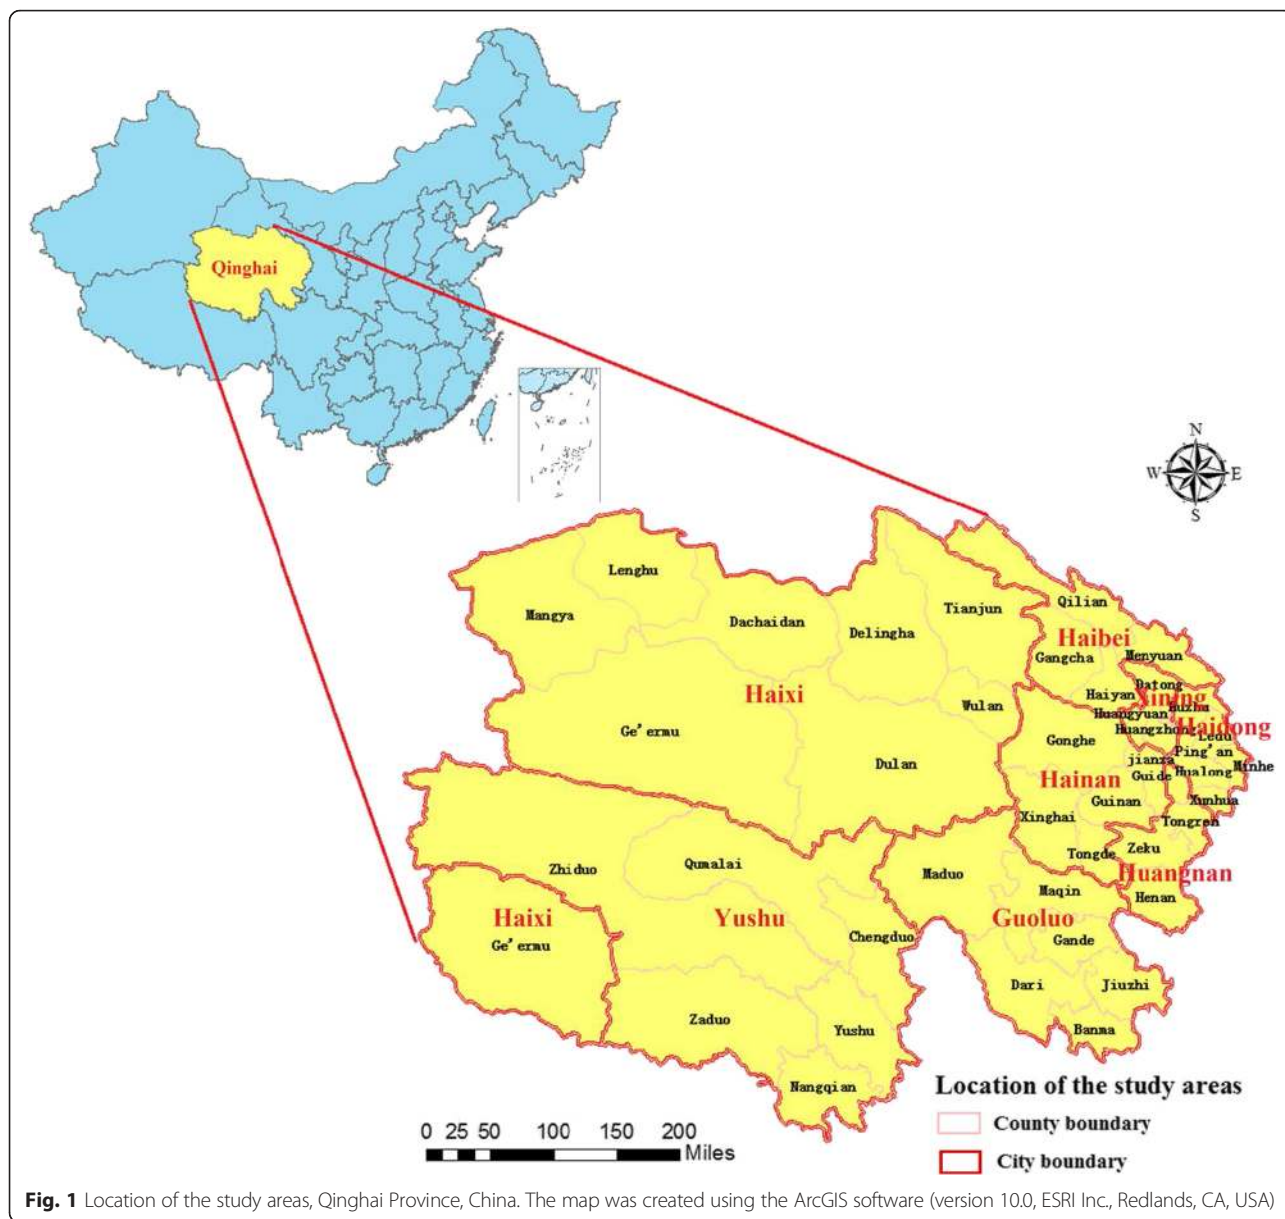 Qinghai
N
W
E
S
Lenghu
Mangya
Dachaidan
Delingha
Tianjun
Qilian
Haibei
Gangcha
Menyuan
Datong
Haixi
Haiyan
Xining
Huzhu
Wulan
Huangyuan
Huangzhong
Haidong
Ledu
Ge'ermu
Gonghe
Ping'an
Dulan
jianza
Minhe
Hainan
Guide
Hualong
Guinan
Xunhua
Xinghai
Tongren
Zhiduo
Qumalai
Tongde
Zeku
Maduo
Huangnan
Maqin
Henan
Haixi
Yushu
Guoluo
Ge'ermu
Chengduo
Gande
Dari
Jiuzhi
Zaduo
Yushu
Banma
Nangqian
Location of the study areas
County boundary
City boundary
0 25 50 100 150 200
Miles
Fig. 1 Location of the study areas, Qinghai Province, China. The map was created using the ArcGIS software (version 10.0, ESRI Inc., Redlands, CA, USA)